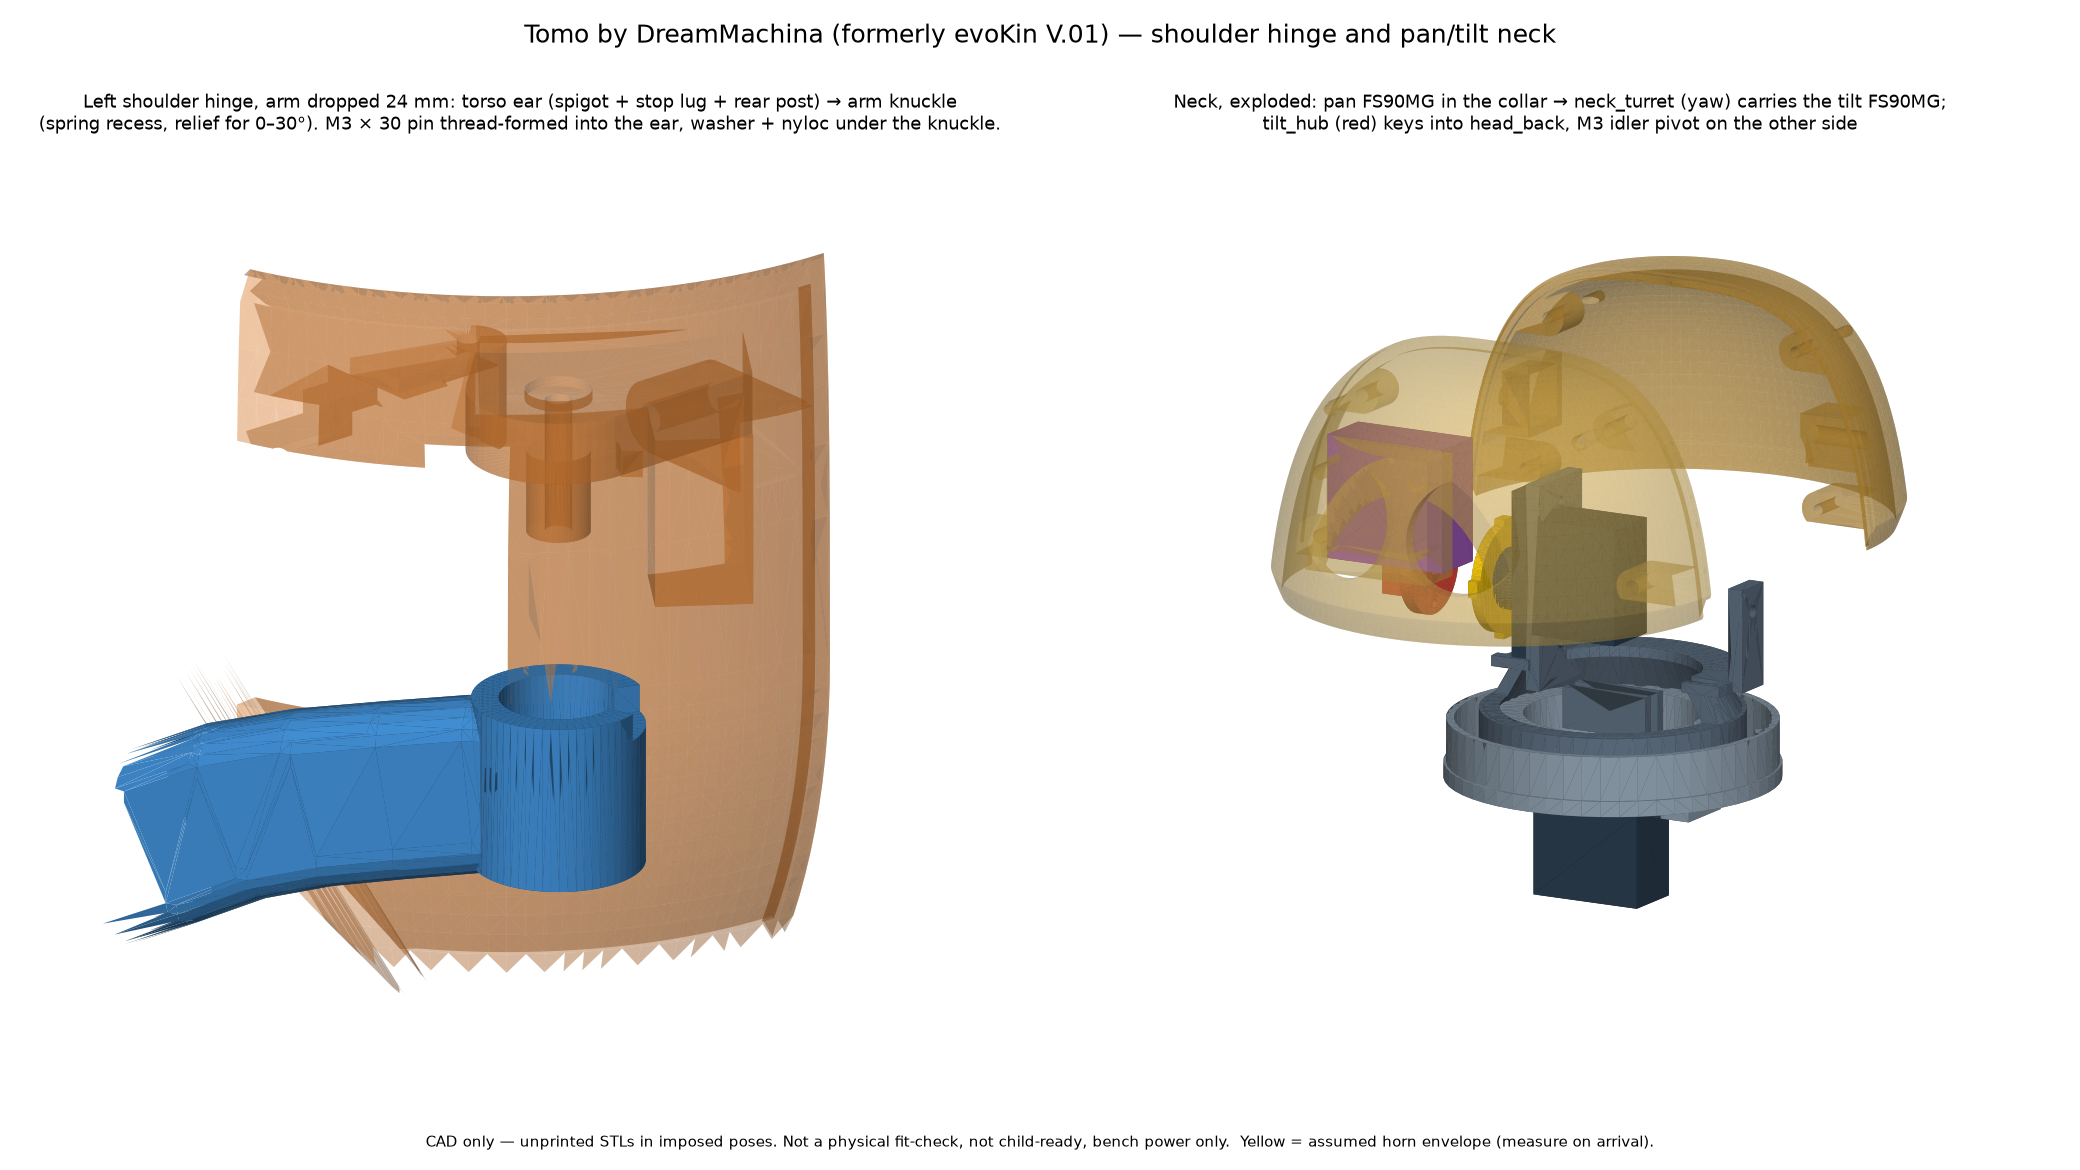 Tomo by DreamMachina (formerly evoKin V.01) — shoulder hinge and pan/tilt neck
Left shoulder hinge, arm dropped 24 mm: torso ear (spigot + stop lug + rear post) → arm knuckle
(spring recess, relief for 0–30°). M3 × 30 pin thread-formed into the ear, washer + nyloc under the knuckle.
Neck, exploded: pan FS90MG in the collar → neck_turret (yaw) carries the tilt FS90MG;
tilt_hub (red) keys into head_back, M3 idler pivot on the other side
CAD only — unprinted STLs in imposed poses. Not a physical fit-check, not child-ready, bench power only.  Yellow = assumed horn envelope (measure on arrival).